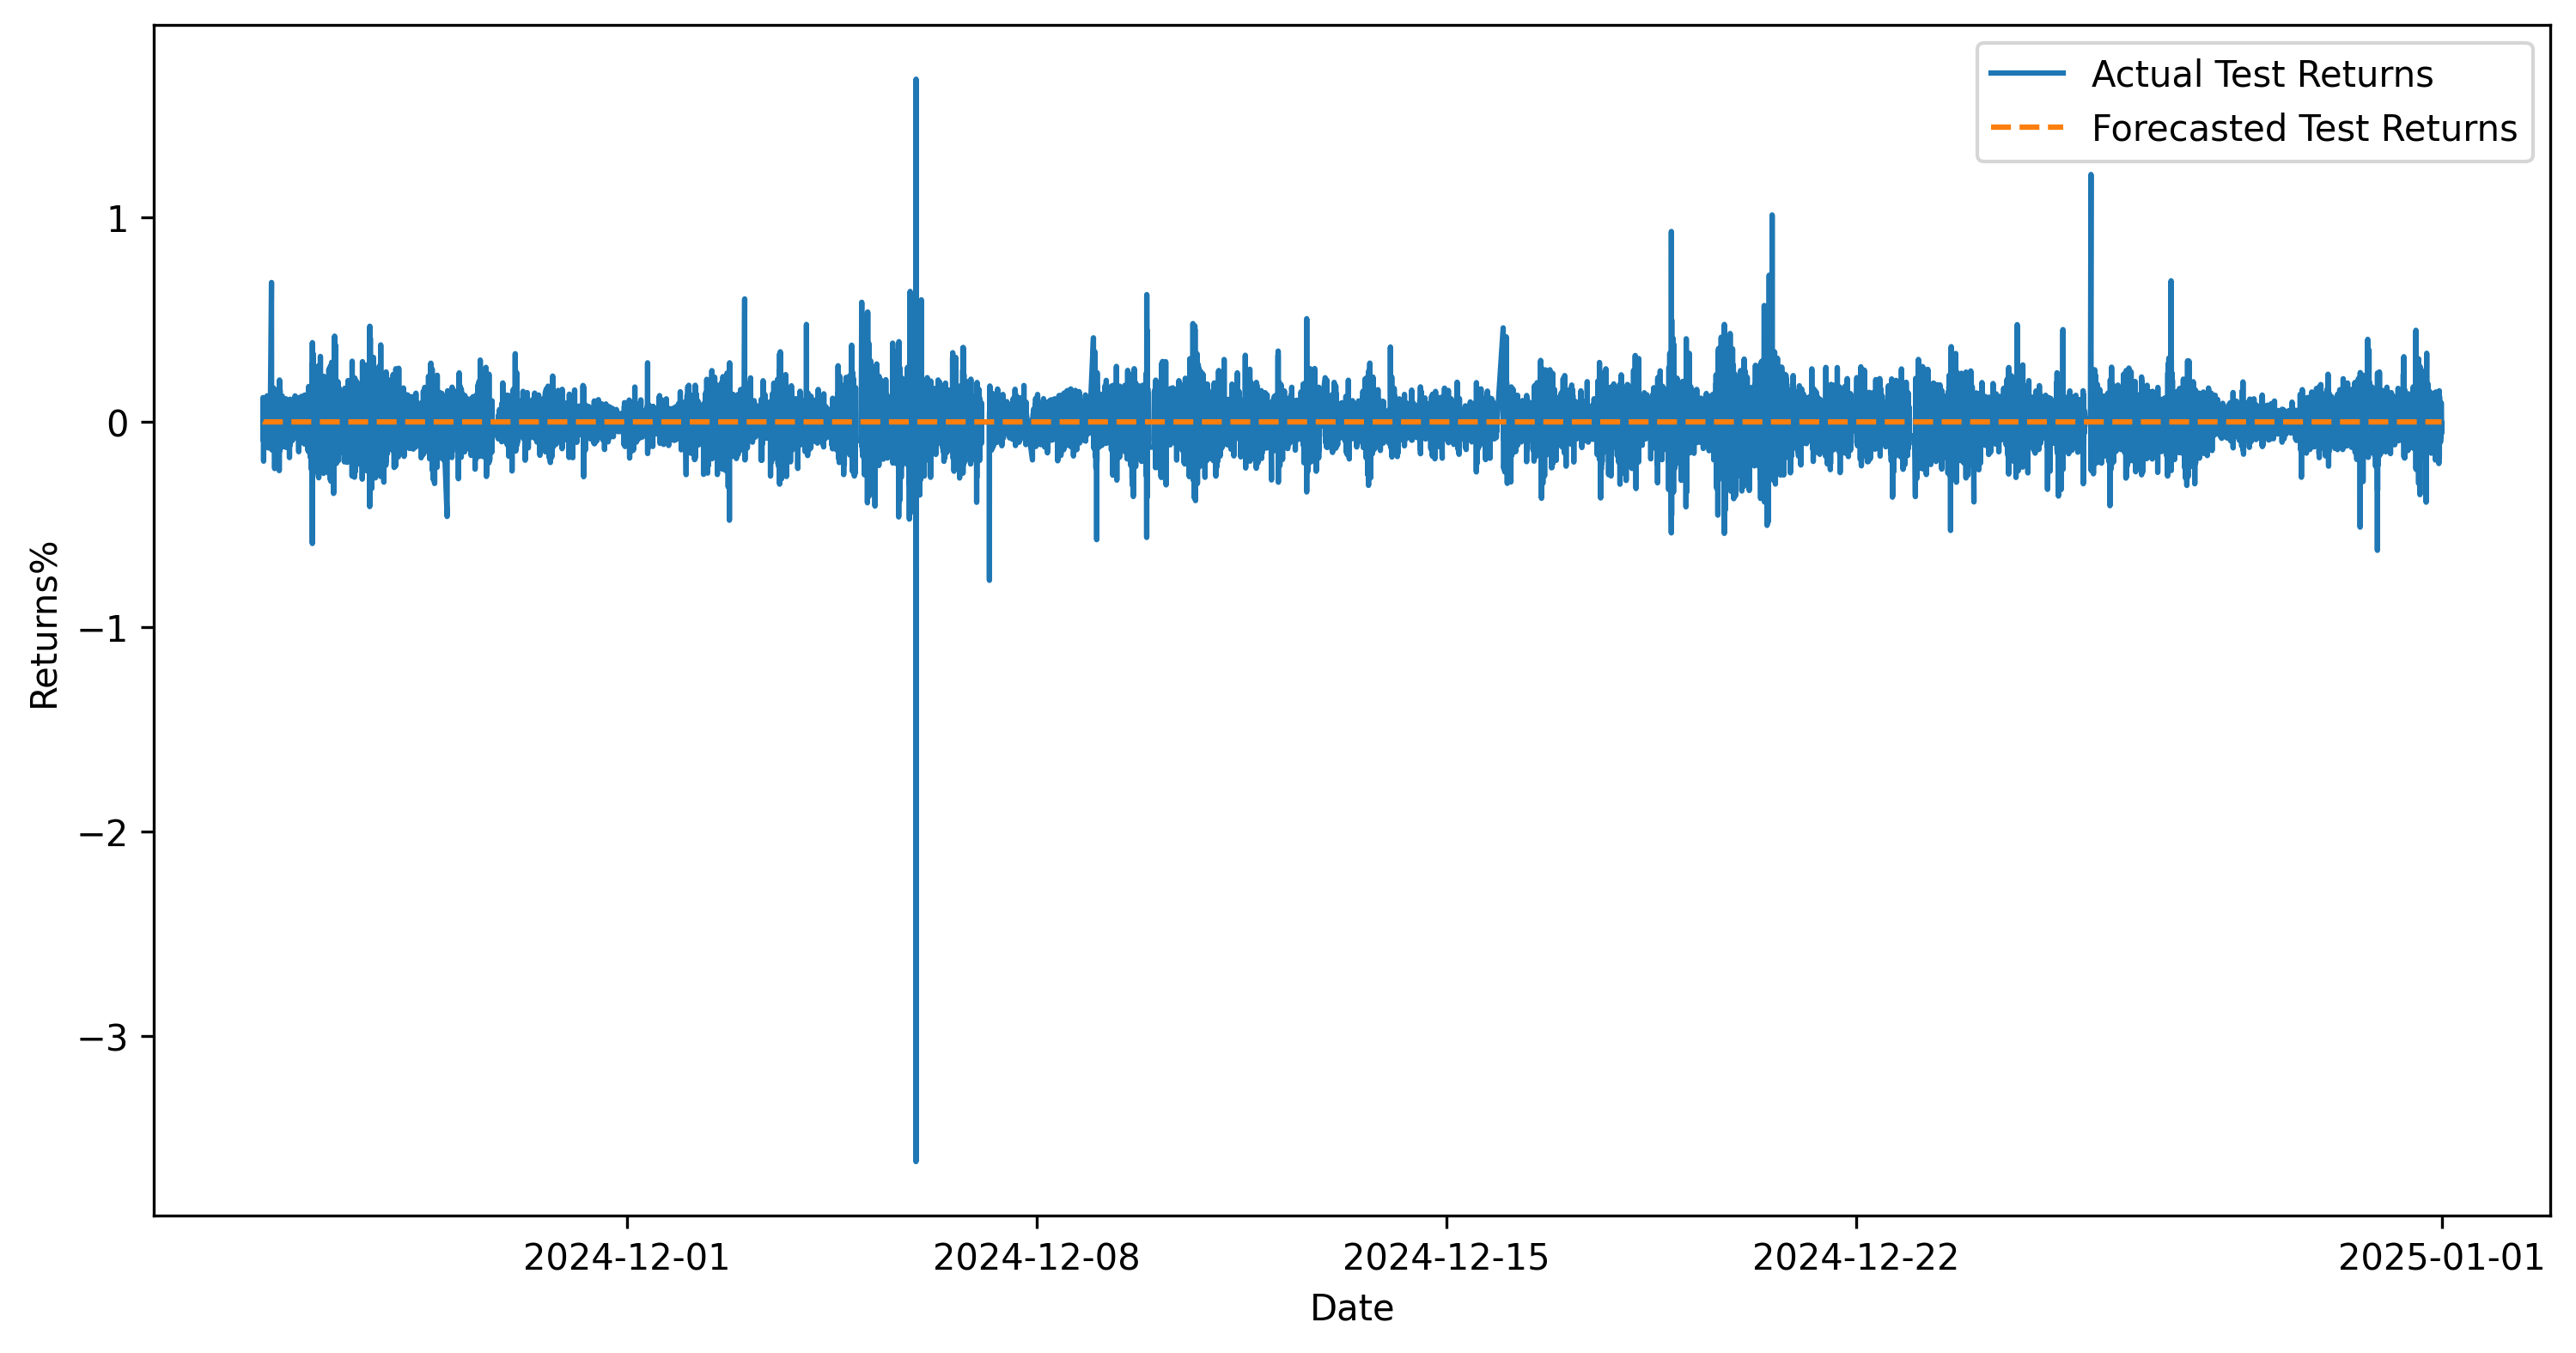 Actual Test Returns
Forecasted Test Returns
1
0
−1
−2
−3
Returns%
2024-12-01
2024-12-08
2024-12-15
2024-12-22
2025-01-01
Date